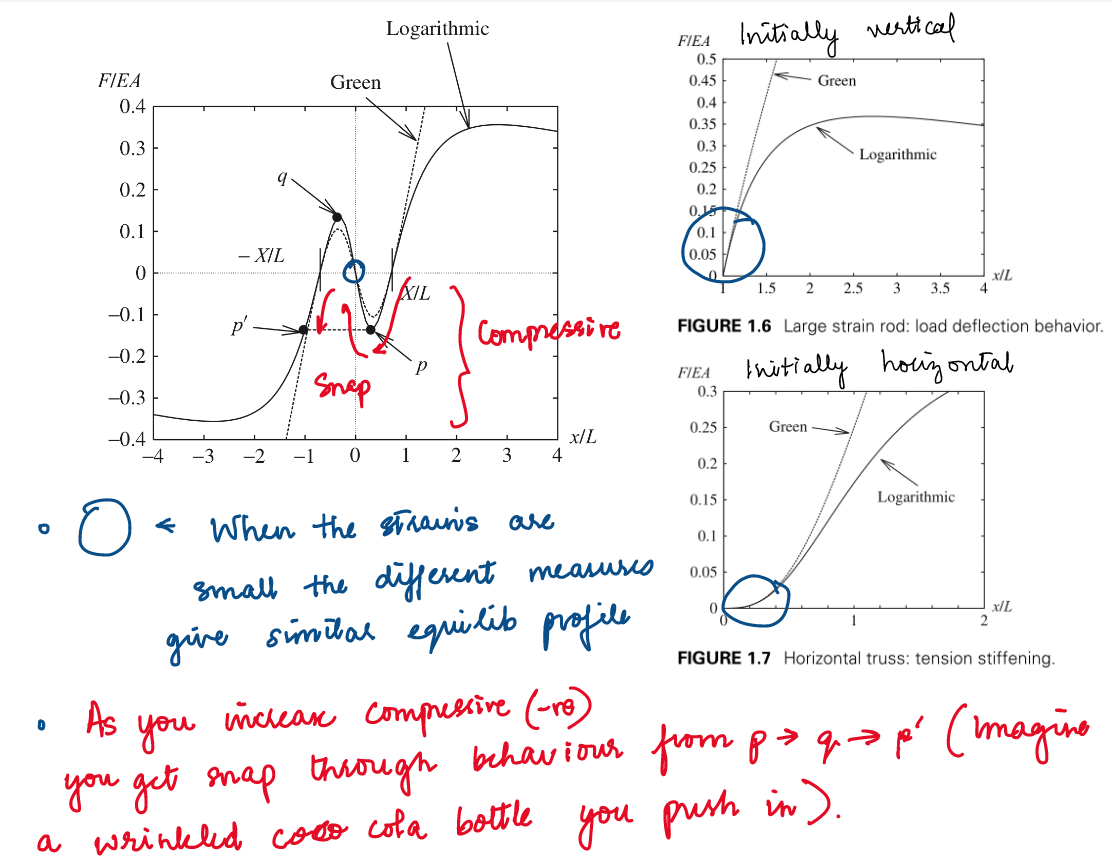 Logarithmic
Green
F/EA
0.4
0.3
0.2
0.1
0
−0.1
−0.2
−0.3
−0.4
q
− X/L
X/L
p′
p
Snap
Compressive
x/L
−4 −3 −2 −1 0 1 2 3 4
Initially vertical
F/EA
0.5
0.45
0.4
0.35
0.3
0.25
0.2
0.15
0.1
0.05
0
Green
Logarithmic
x/L
1 1.5 2 2.5 3 3.5 4
FIGURE 1.6 Large strain rod: load deflection behavior.
Initially horizontal
F/EA
0.3
0.25
0.2
0.15
0.1
0.05
0
Green
Logarithmic
x/L
0 1 2
FIGURE 1.7 Horizontal truss: tension stiffening.
← When the strains are
small the different measures
give similar equilib profile
As you increase compressive (-ve)
you get snap through behaviour from p → q → p′ (imagine
a wrinkled cola bottle you push in).